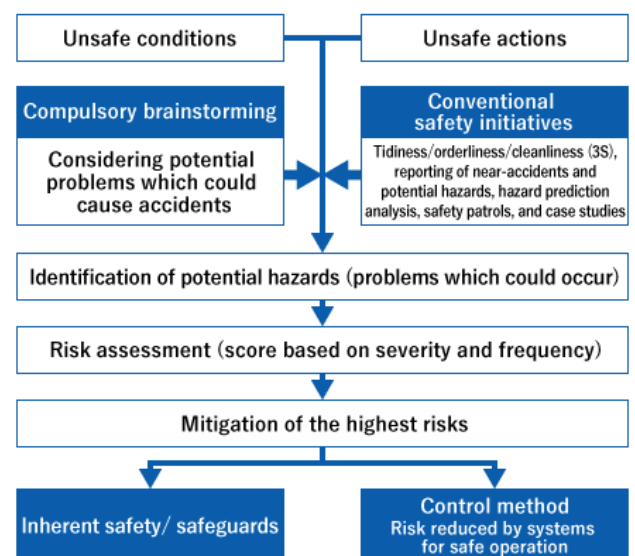 Unsafe conditions
Unsafe actions
Compulsory brainstorming
Considering potential
problems which could
cause accidents
Conventional
safety initiatives
Tidiness/orderliness/cleanliness (3S),
reporting of near-accidents and
potential hazards, hazard prediction
analysis, safety patrols, and case studies
Identification of potential hazards (problems which could occur)
Risk assessment (score based on severity and frequency)
Mitigation of the highest risks
Inherent safety/ safeguards
Control method
Risk reduced by systems
for safe operation